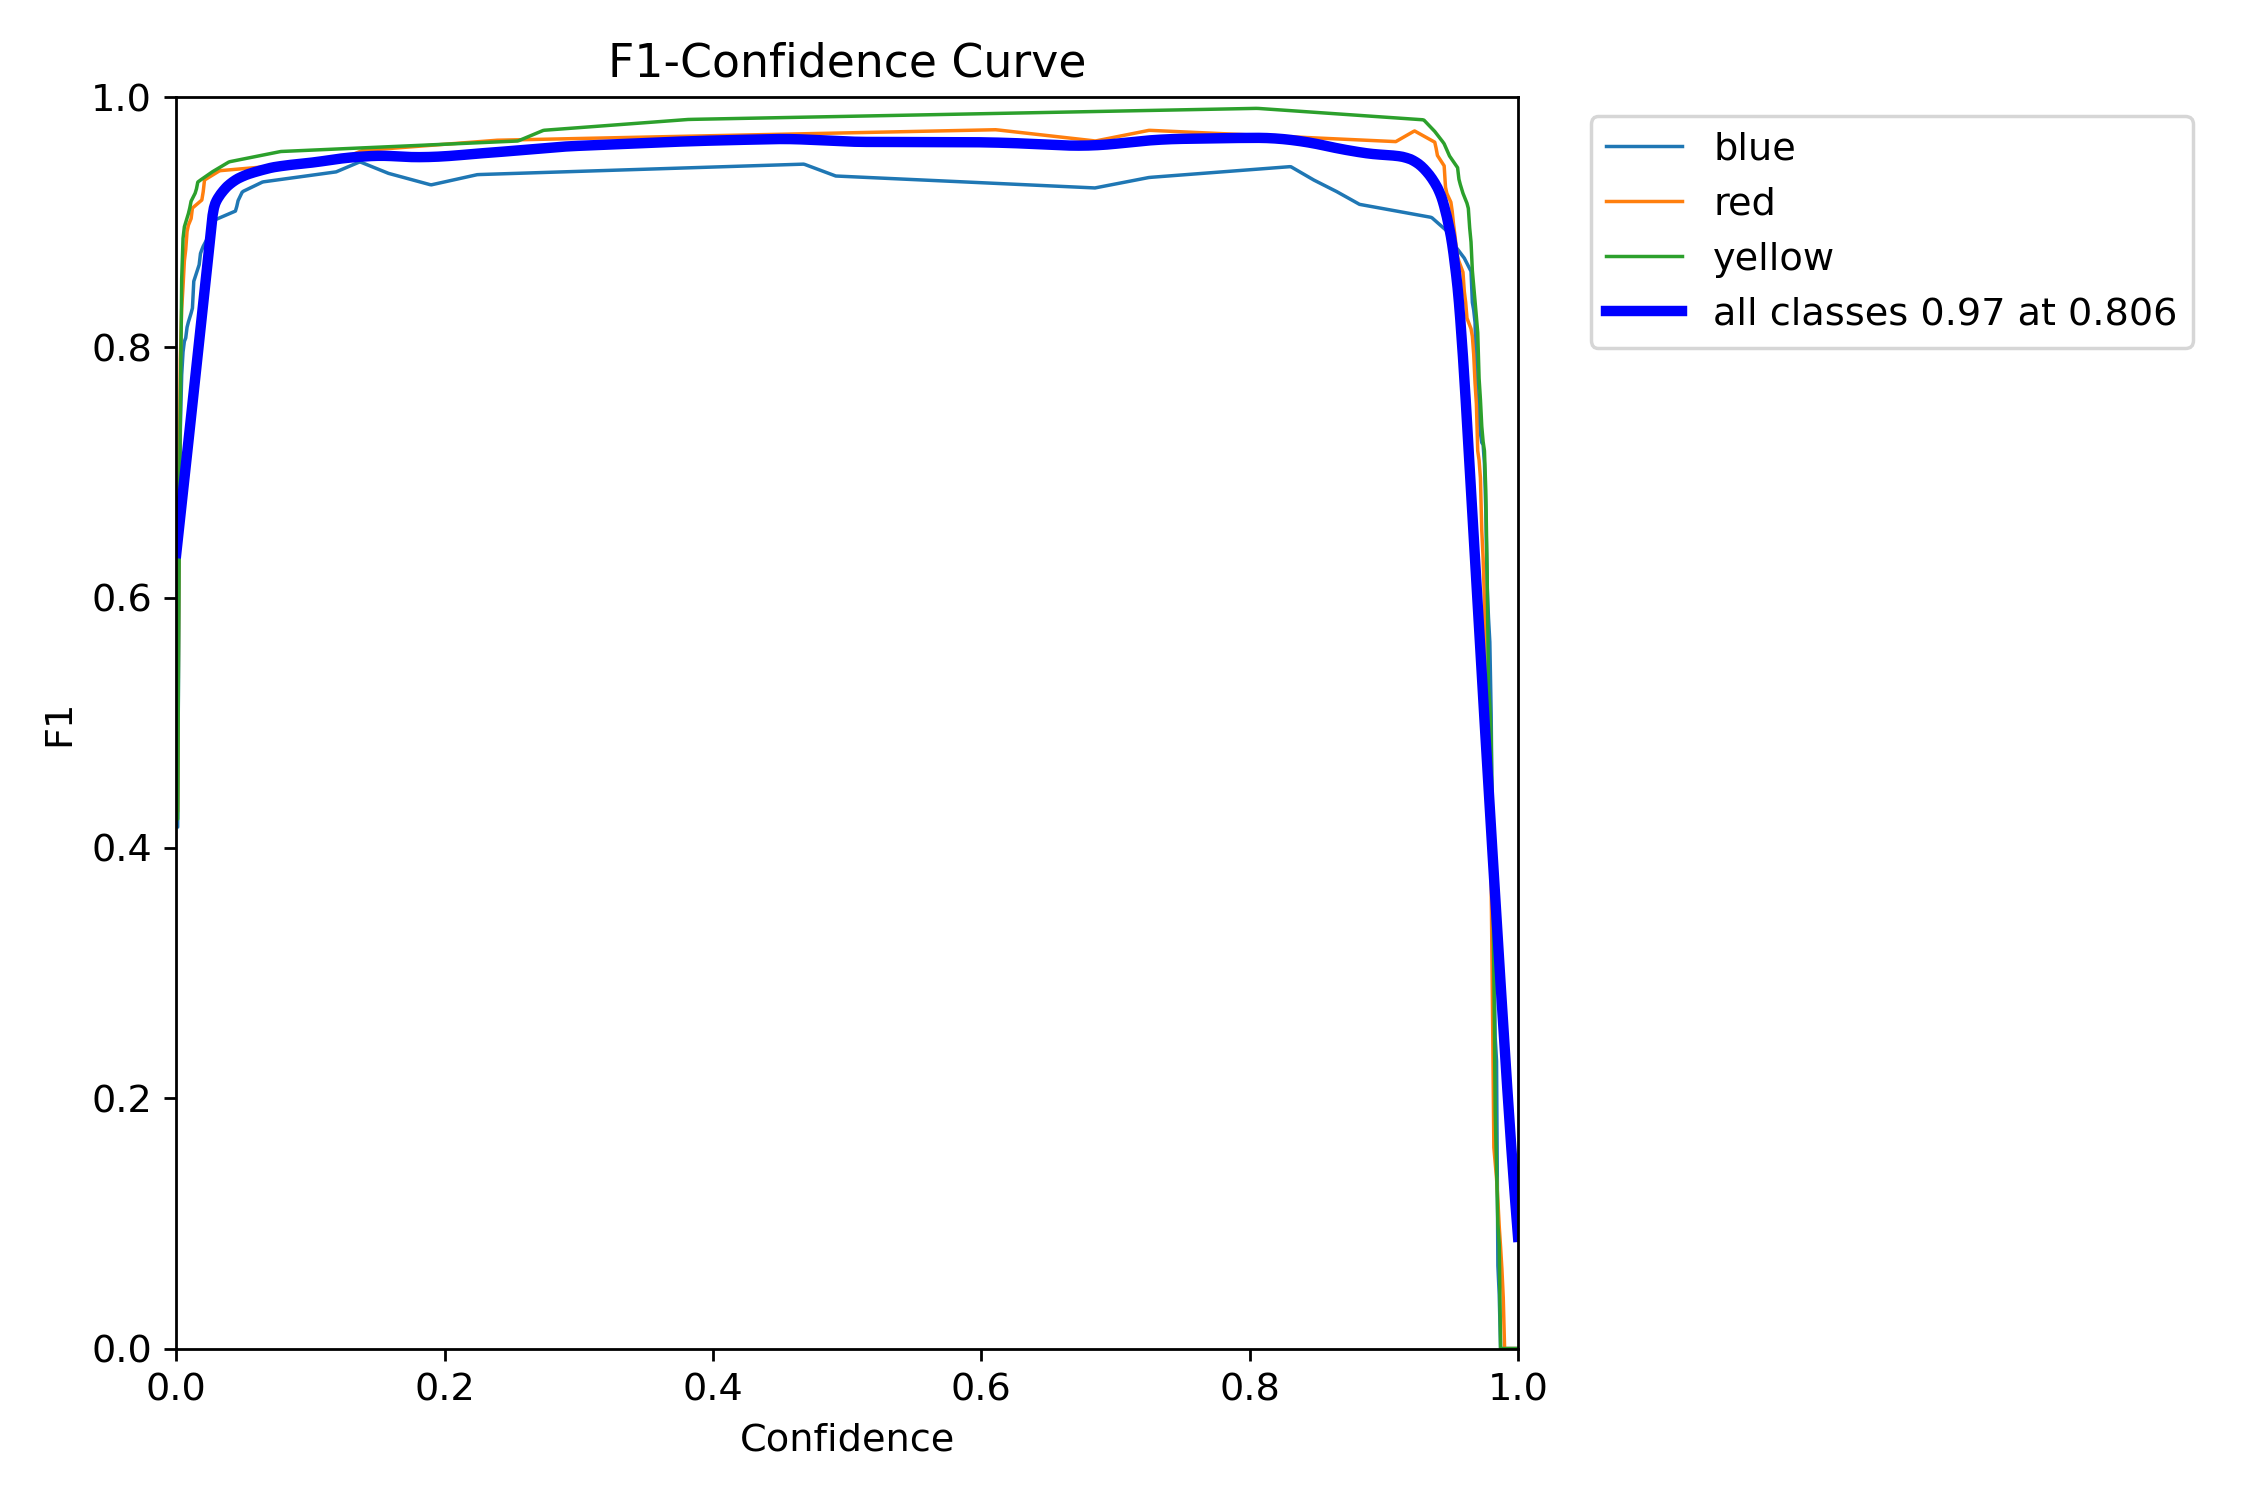 F1-Confidence Curve
1.0
0.8
0.6
0.4
0.2
0.0
F1
0.0 0.2 0.4 0.6 0.8 1.0
Confidence
blue
red
yellow
all classes 0.97 at 0.806